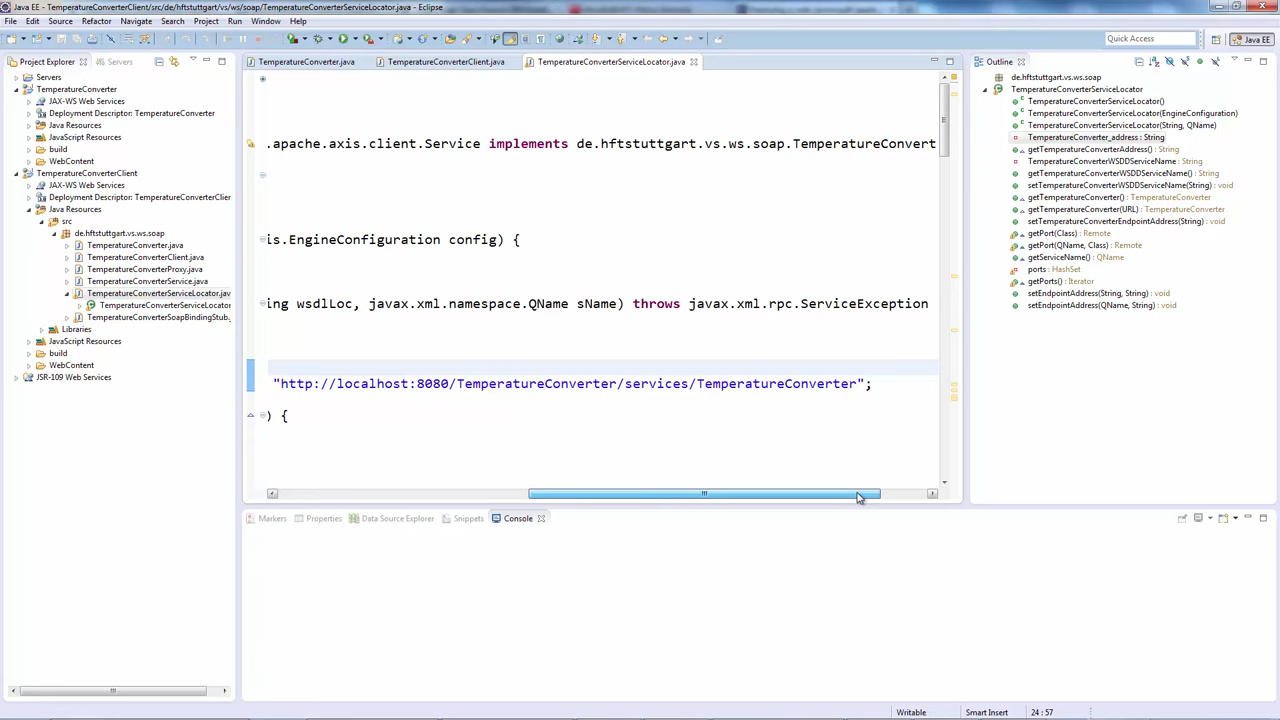 Java EE - TemperatureConverterClient/src/de/hftstuttgart/vs/ws/soap/TemperatureConverterServiceLocator.java - Eclipse
File Edit Source Refactor Navigate Search Project Run Window Help
Quick Access
Java EE
Project Explorer
Servers
Servers
TemperatureConverter
JAX-WS Web Services
Deployment Descriptor: TemperatureConverter
Java Resources
JavaScript Resources
build
WebContent
TemperatureConverterClient
JAX-WS Web Services
Deployment Descriptor: TemperatureConverterClier
Java Resources
src
de.hftstuttgart.vs.ws.soap
TemperatureConverter.java
TemperatureConverterClient.java
TemperatureConverterProxy.java
TemperatureConverterService.java
TemperatureConverterServiceLocator.jav
TemperatureConverterServiceLocator
TemperatureConverterSoapBindingStub.
Libraries
JavaScript Resources
build
WebContent
JSR-109 Web Services
TemperatureConverter.java
TemperatureConverterClient.java
TemperatureConverterServiceLocator.java
.apache.axis.client.Service implements de.hftstuttgart.vs.ws.soap.TemperatureConvert
is.EngineConfiguration config) {
ing wsdlLoc, javax.xml.namespace.QName sName) throws javax.xml.rpc.ServiceException
"http://localhost:8080/TemperatureConverter/services/TemperatureConverter";
) {
Outline
de.hftstuttgart.vs.ws.soap
TemperatureConverterServiceLocator
TemperatureConverterServiceLocator()
TemperatureConverterServiceLocator(EngineConfiguration)
TemperatureConverterServiceLocator(String, QName)
TemperatureConverter_address : String
getTemperatureConverterAddress() : String
TemperatureConverterWSDDServiceName : String
getTemperatureConverterWSDDServiceName() : String
setTemperatureConverterWSDDServiceName(String) : void
getTemperatureConverter() : TemperatureConverter
getTemperatureConverter(URL) : TemperatureConverter
setTemperatureConverterEndpointAddress(String) : void
getPort(Class) : Remote
getPort(QName, Class) : Remote
getServiceName() : QName
ports : HashSet
getPorts() : Iterator
setEndpointAddress(String, String) : void
setEndpointAddress(QName, String) : void
Markers
Properties
Data Source Explorer
Snippets
Console
Writable
Smart Insert
24 : 57